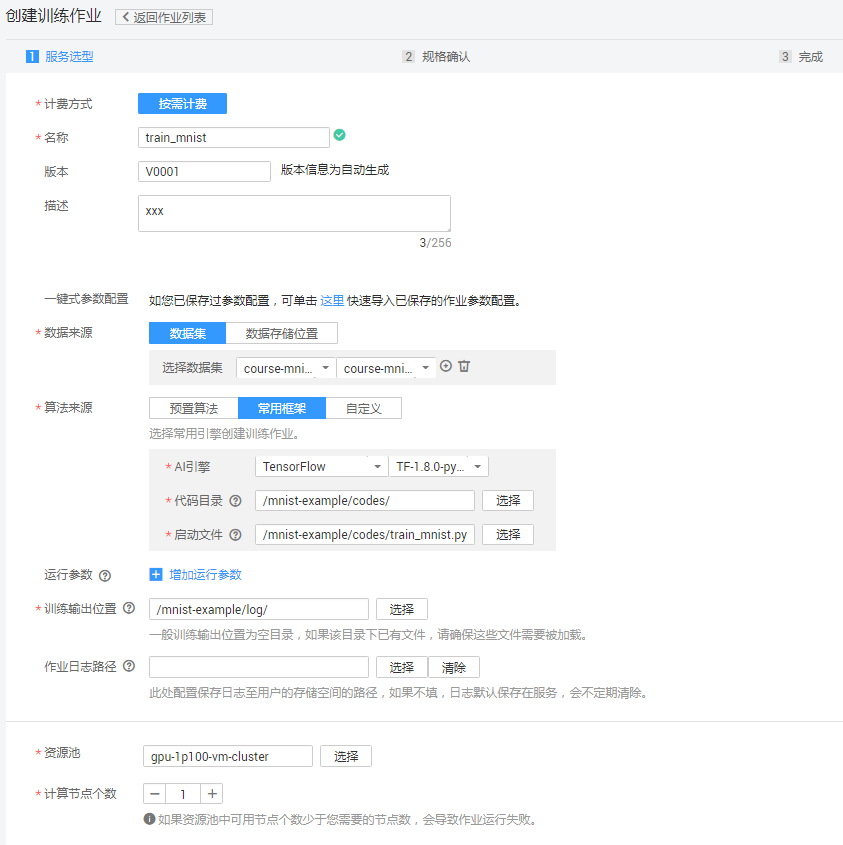 创建训练作业 返回作业列表
1 服务选型 2 规格确认 3 完成
* 计费方式 按需计费
* 名称 train_mnist
版本 V0001 版本信息为自动生成
描述 xxx
3/256
一键式参数配置 如您已保存过参数配置，可单击 这里 快速导入已保存的作业参数配置。
* 数据来源 数据集 数据存储位置
选择数据集 course-mni... course-mni...
* 算法来源 预置算法 常用框架 自定义
选择常用引擎创建训练作业。
* AI引擎 TensorFlow TF-1.8.0-py...
* 代码目录 /mnist-example/codes/ 选择
* 启动文件 /mnist-example/codes/train_mnist.py 选择
运行参数 增加运行参数
* 训练输出位置 /mnist-example/log/ 选择
一般训练输出位置为空目录，如果该目录下已有文件，请确保这些文件需要被加载。
作业日志路径 选择 清除
此处配置保存日志至用户的存储空间的路径，如果不填，日志默认保存在服务，会不定期清除。
* 资源池 gpu-1p100-vm-cluster 选择
* 计算节点个数 − 1 +
如果资源池中可用节点个数少于您需要的节点数，会导致作业运行失败。